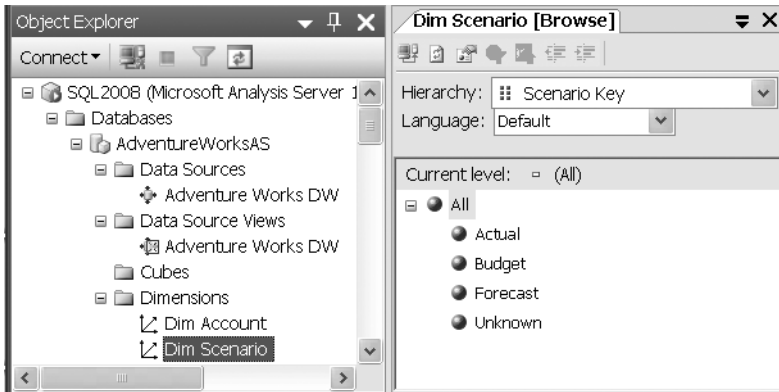 Object Explorer
Connect
SQL2008 (Microsoft Analysis Server 1
Databases
AdventureWorksAS
Data Sources
Adventure Works DW
Data Source Views
Adventure Works DW
Cubes
Dimensions
Dim Account
Dim Scenario
Dim Scenario [Browse]
Hierarchy: Scenario Key
Language: Default
Current level: (All)
All
Actual
Budget
Forecast
Unknown